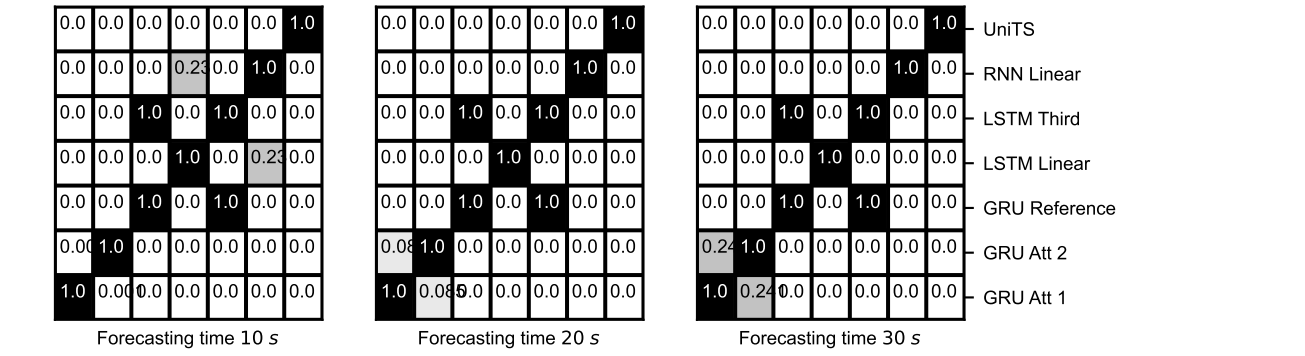 0.0 0.0 0.0 0.0 0.0 0.0 1.0 0.0 0.0 0.0 0.0 0.0 0.0 1.0 0.0 0.0 0.0 0.0 0.0 0.0 1.0 UniTS
0.0 0.0 0.0 0.23 0.0 1.0 0.0 0.0 0.0 0.0 0.0 0.0 1.0 0.0 0.0 0.0 0.0 0.0 0.0 1.0 0.0 RNN Linear
0.0 0.0 1.0 0.0 1.0 0.0 0.0 0.0 0.0 1.0 0.0 1.0 0.0 0.0 0.0 0.0 1.0 0.0 1.0 0.0 0.0 LSTM Third
0.0 0.0 0.0 1.0 0.0 0.23 0.0 0.0 0.0 0.0 1.0 0.0 0.0 0.0 0.0 0.0 0.0 1.0 0.0 0.0 0.0 LSTM Linear
0.0 0.0 1.0 0.0 1.0 0.0 0.0 0.0 0.0 1.0 0.0 1.0 0.0 0.0 0.0 0.0 1.0 0.0 1.0 0.0 0.0 GRU Reference
0.00 1.0 0.0 0.0 0.0 0.0 0.0 0.08 1.0 0.0 0.0 0.0 0.0 0.0 0.24 1.0 0.0 0.0 0.0 0.0 0.0 GRU Att 2
1.0 0.001 0.0 0.0 0.0 0.0 0.0 1.0 0.085 0.0 0.0 0.0 0.0 0.0 1.0 0.241 0.0 0.0 0.0 0.0 0.0 GRU Att 1
Forecasting time 10 s Forecasting time 20 s Forecasting time 30 s